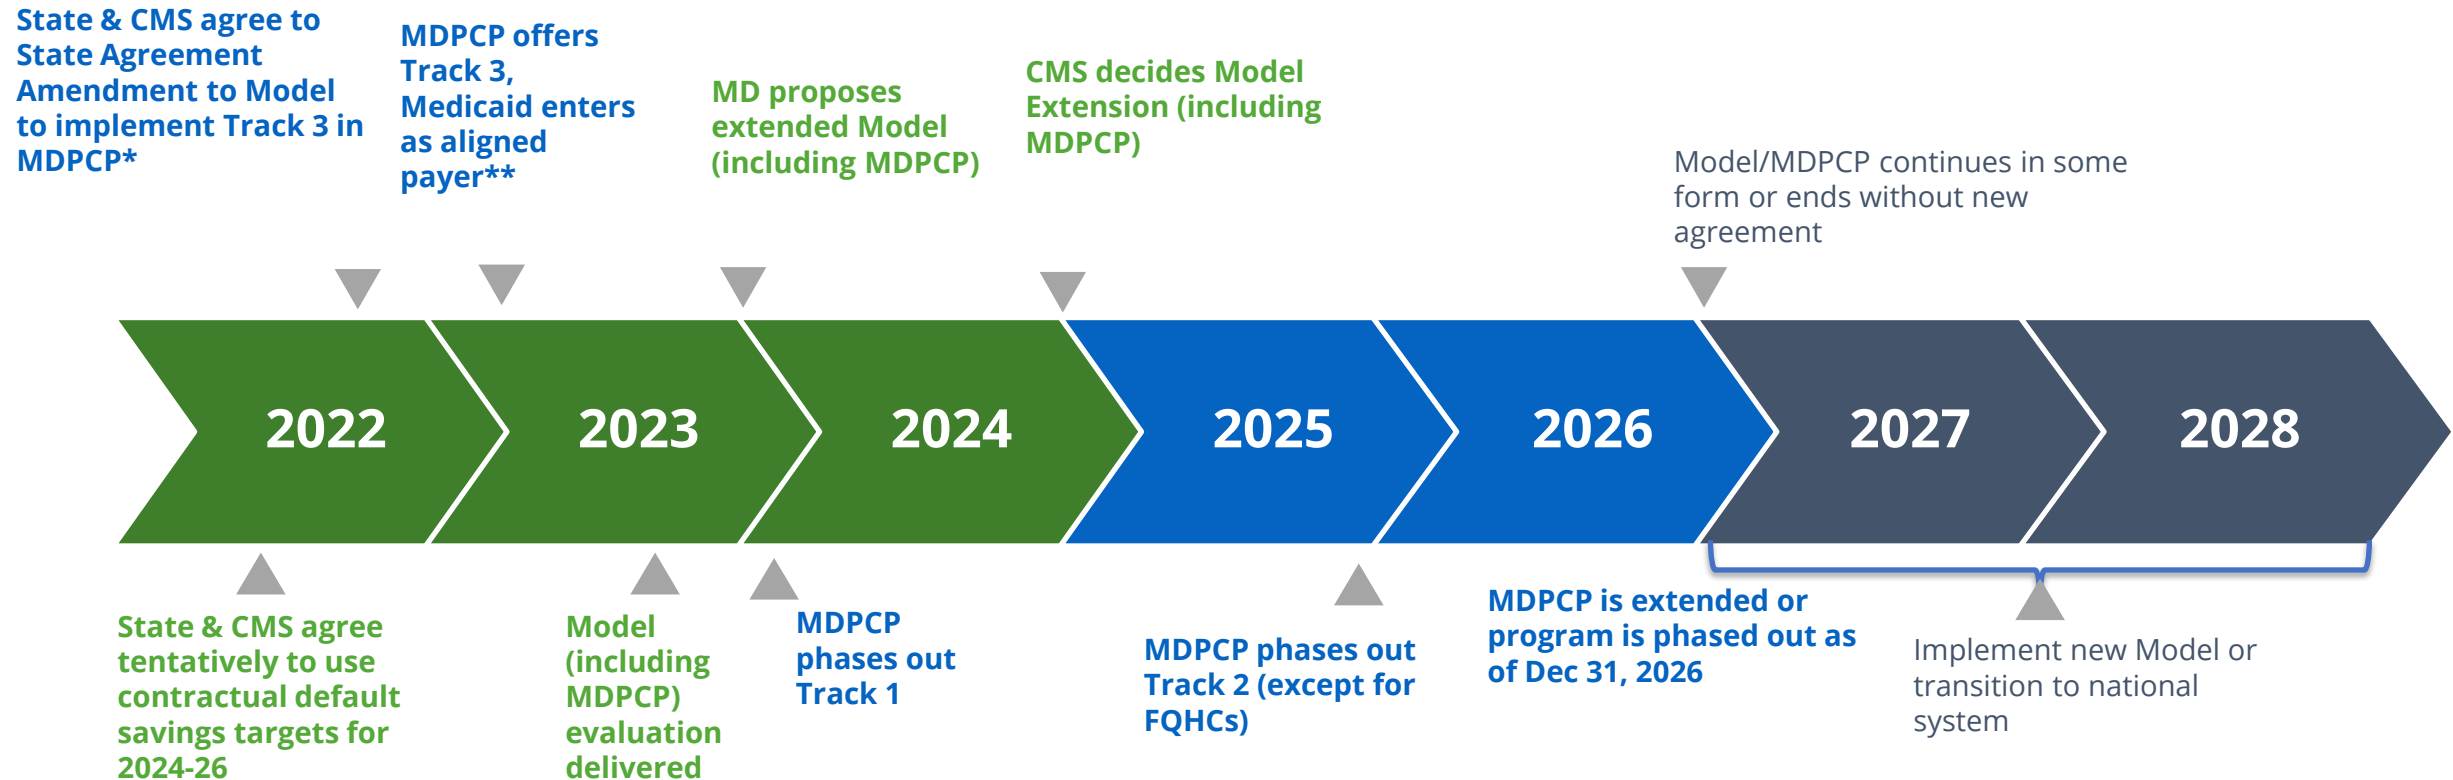 State & CMS agree to
State Agreement
Amendment to Model
to implement Track 3 in
MDPCP*
MDPCP offers
Track 3,
Medicaid enters
as aligned
payer**
MD proposes
extended Model
(including MDPCP)
CMS decides Model
Extension (including
MDPCP)
Model/MDPCP continues in some
form or ends without new
agreement
2022
2023
2024
2025
2026
2027
2028
State & CMS agree
tentatively to use
contractual default
savings targets for
2024-26
Model
(including
MDPCP)
evaluation
delivered
MDPCP
phases out
Track 1
MDPCP phases out
Track 2 (except for
FQHCs)
MDPCP is extended or
program is phased out as
of Dec 31, 2026
Implement new Model or
transition to national
system